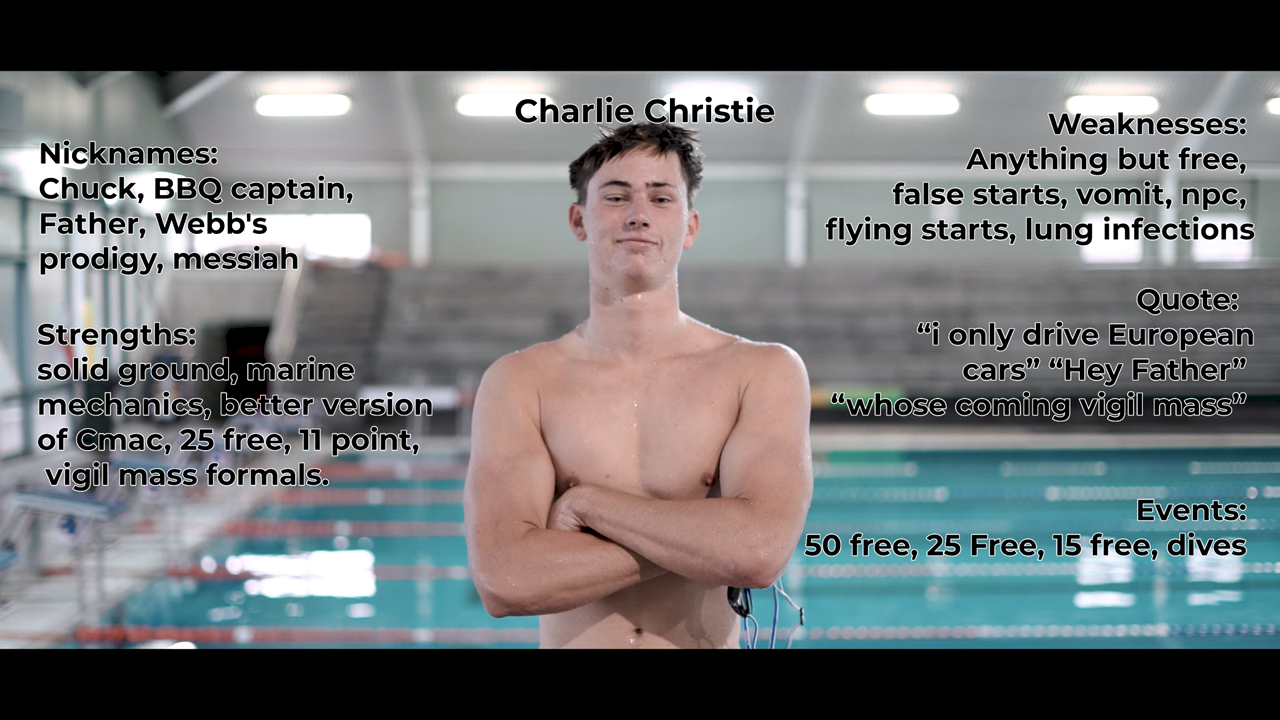 Charlie Christie
Nicknames:
Chuck, BBQ captain,
Father, Webb's
prodigy, messiah
Strengths:
solid ground, marine
mechanics, better version
of Cmac, 25 free, 11 point,
vigil mass formals.
Weaknesses:
Anything but free,
false starts, vomit, npc,
flying starts, lung infections
Quote:
“i only drive European
cars” “Hey Father”
“whose coming vigil mass”
Events:
50 free, 25 Free, 15 free, dives